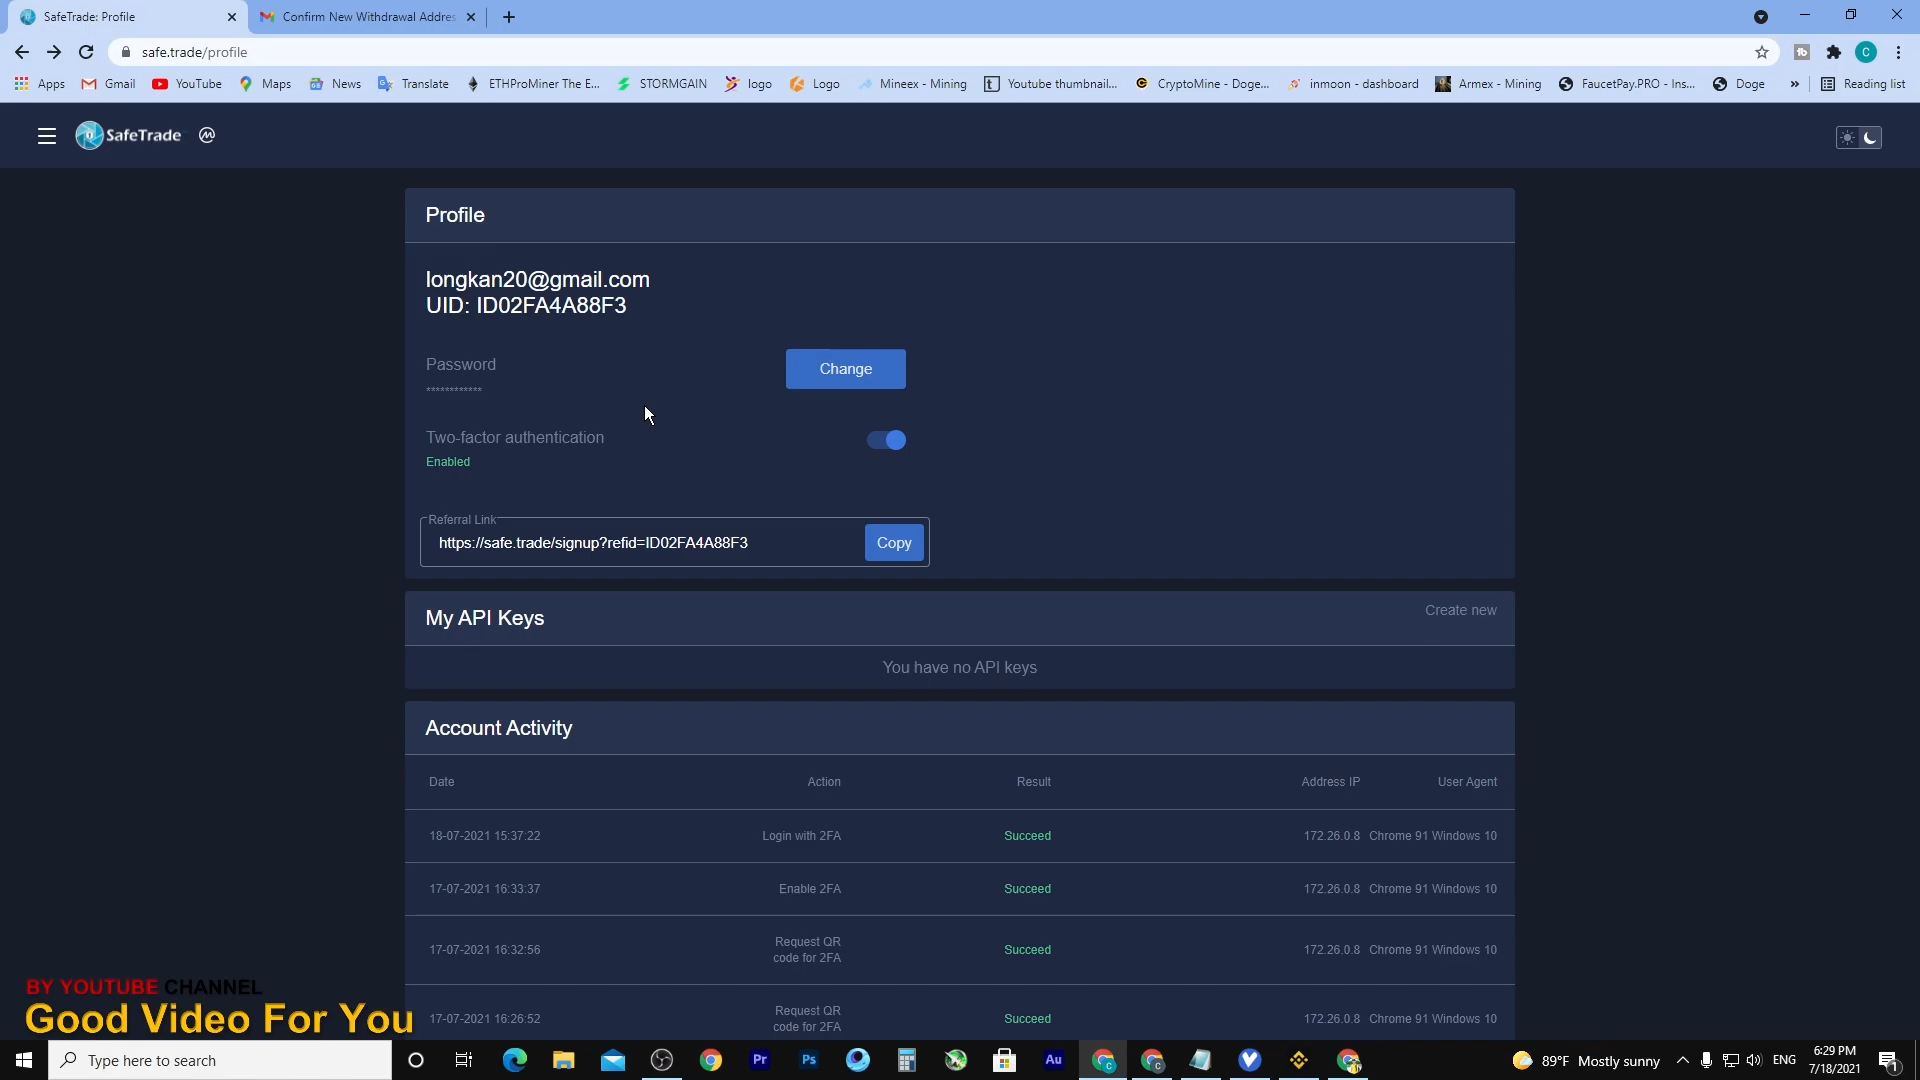 SafeTrade: Profile
Confirm New Withdrawal Addres
safe.trade/profile
C
Apps
Gmail
YouTube
Maps
News
Translate
ETHProMiner The E...
STORMGAIN
logo
Logo
Mineex - Mining
Youtube thumbnail...
CryptoMine - Doge...
inmoon - dashboard
Armex - Mining
FaucetPay.PRO - Ins...
Doge
»
Reading list
SafeTrade
Profile
longkan20@gmail.com
UID: ID02FA4A88F3
Password
Change
************
Two-factor authentication
Enabled
Referral Link
https://safe.trade/signup?refid=ID02FA4A88F3
Copy
My API Keys
Create new
You have no API keys
Account Activity
Date Action Result Address IP User Agent
18-07-2021 15:37:22 Login with 2FA Succeed 172.26.0.8 Chrome 91 Windows 10
17-07-2021 16:33:37 Enable 2FA Succeed 172.26.0.8 Chrome 91 Windows 10
17-07-2021 16:32:56 Request QR code for 2FA Succeed 172.26.0.8 Chrome 91 Windows 10
17-07-2021 16:26:52 Request QR code for 2FA Succeed 172.26.0.8 Chrome 91 Windows 10
BY YOUTUBE CHANNEL
Good Video For You
Type here to search
Pr
Ps
Au
89°F Mostly sunny
ENG
6:29 PM
7/18/2021
1